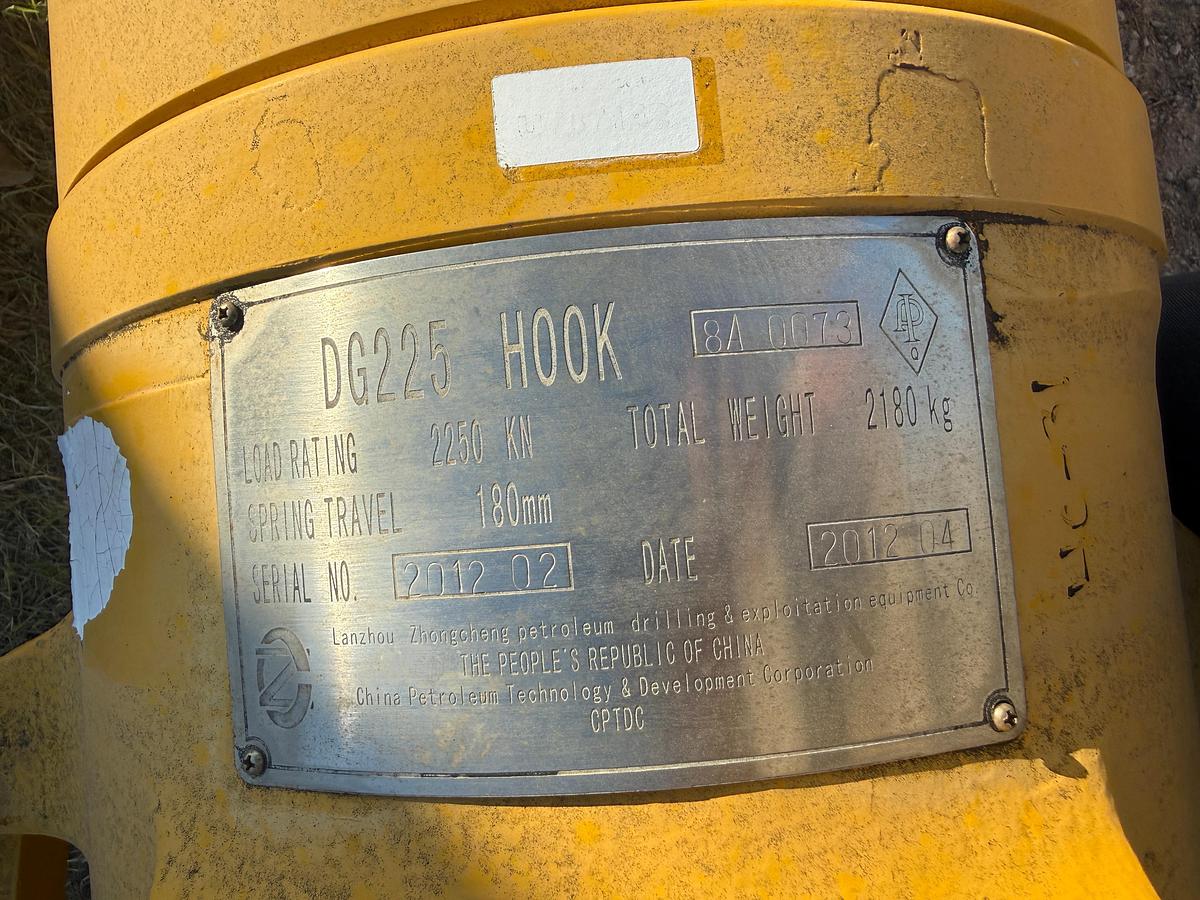 DG225 HOOK 8A 0073 API
LOAD RATING 2250 KN TOTAL WEIGHT 2180 kg
SPRING TRAVEL 180mm
SERIAL NO. 2012 02 DATE 2012 04
Lanzhou Zhongcheng petroleum drilling & exploitation equipment Co.
THE PEOPLE'S REPUBLIC OF CHINA
China Petroleum Technology & Development Corporation
CPTDC